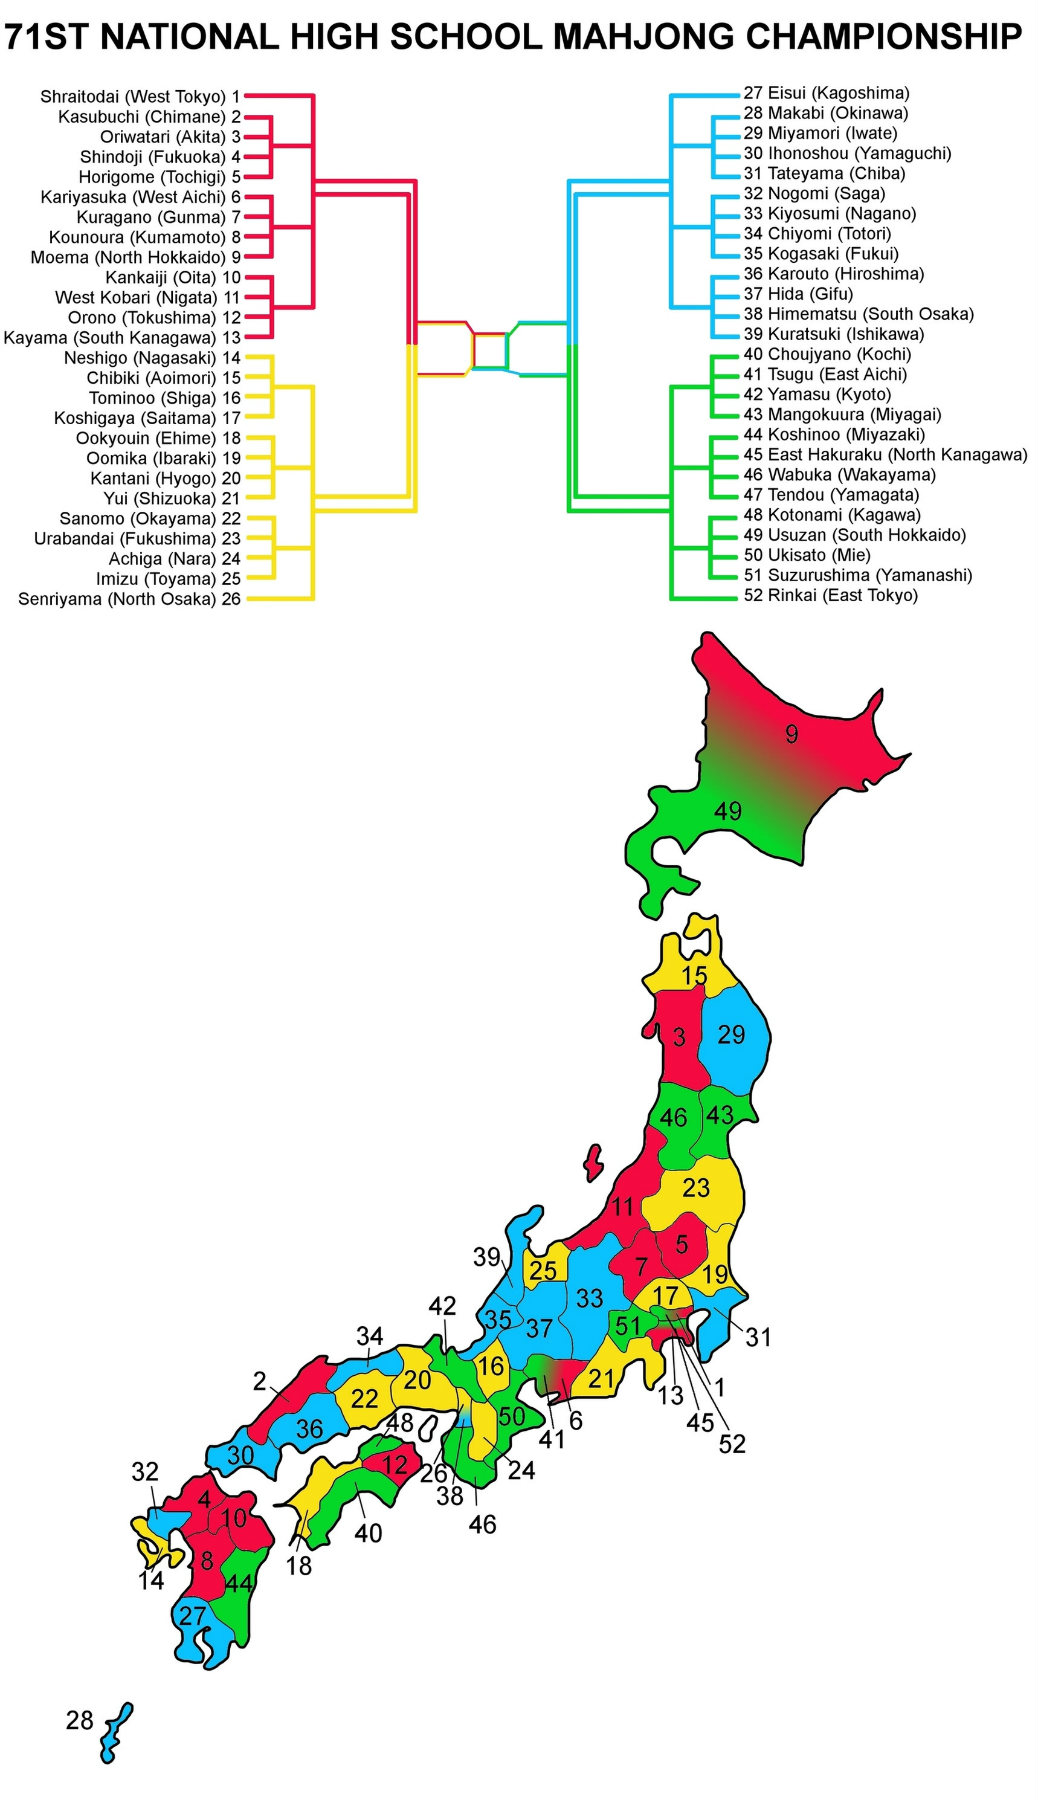 71ST NATIONAL HIGH SCHOOL MAHJONG CHAMPIONSHIP
Shraitodai (West Tokyo) 1
Kasubuchi (Chimane) 2
Oriwatari (Akita) 3
Shindoji (Fukuoka) 4
Horigome (Tochigi) 5
Kariyasuka (West Aichi) 6
Kuragano (Gunma) 7
Kounoura (Kumamoto) 8
Moema (North Hokkaido) 9
Kankaiji (Oita) 10
West Kobari (Nigata) 11
Orono (Tokushima) 12
Kayama (South Kanagawa) 13
Neshigo (Nagasaki) 14
Chibiki (Aoimori) 15
Tominoo (Shiga) 16
Koshigaya (Saitama) 17
Ookyouin (Ehime) 18
Oomika (Ibaraki) 19
Kantani (Hyogo) 20
Yui (Shizuoka) 21
Sanomo (Okayama) 22
Urabandai (Fukushima) 23
Achiga (Nara) 24
Imizu (Toyama) 25
Senriyama (North Osaka) 26
27 Eisui (Kagoshima)
28 Makabi (Okinawa)
29 Miyamori (Iwate)
30 Ihonoshou (Yamaguchi)
31 Tateyama (Chiba)
32 Nogomi (Saga)
33 Kiyosumi (Nagano)
34 Chiyomi (Totori)
35 Kogasaki (Fukui)
36 Karouto (Hiroshima)
37 Hida (Gifu)
38 Himematsu (South Osaka)
39 Kuratsuki (Ishikawa)
40 Choujyano (Kochi)
41 Tsugu (East Aichi)
42 Yamasu (Kyoto)
43 Mangokuura (Miyagai)
44 Koshinoo (Miyazaki)
45 East Hakuraku (North Kanagawa)
46 Wabuka (Wakayama)
47 Tendou (Yamagata)
48 Kotonami (Kagawa)
49 Usuzan (South Hokkaido)
50 Ukisato (Mie)
51 Suzurushima (Yamanashi)
52 Rinkai (East Tokyo)
9
49
15
3
29
46
43
23
11
5
7
19
39
25
17
33
42
35
37
51
31
34
16
2
20
21
1
22
13
6
45
36
48
50
41
52
30
12
26
24
32
38
4
10
46
40
18
8
14
44
27
28